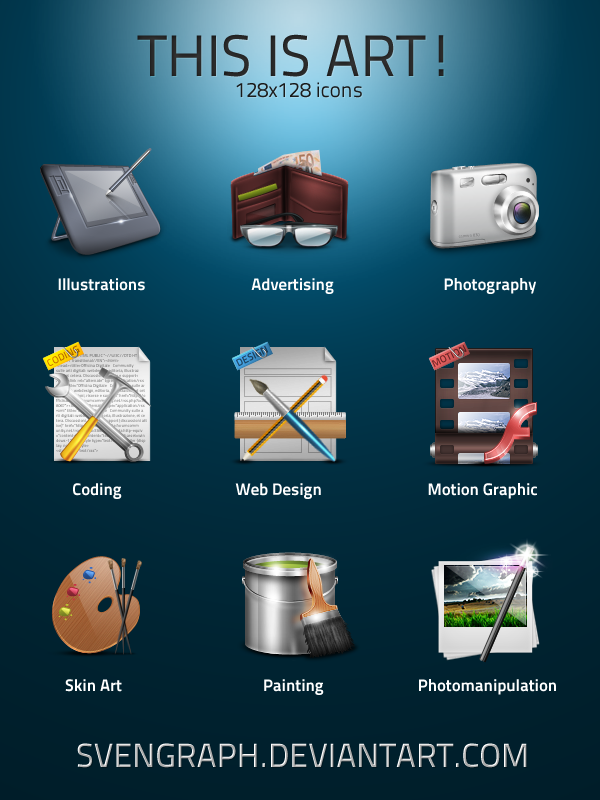 THIS IS ART!
128x128 icons
50
Illustrations
Advertising
Photography
CODING
DESIGN
MOTION
Coding
Web Design
Motion Graphic
Skin Art
Painting
Photomanipulation
SVENGRAPH.DEVIANTART.COM